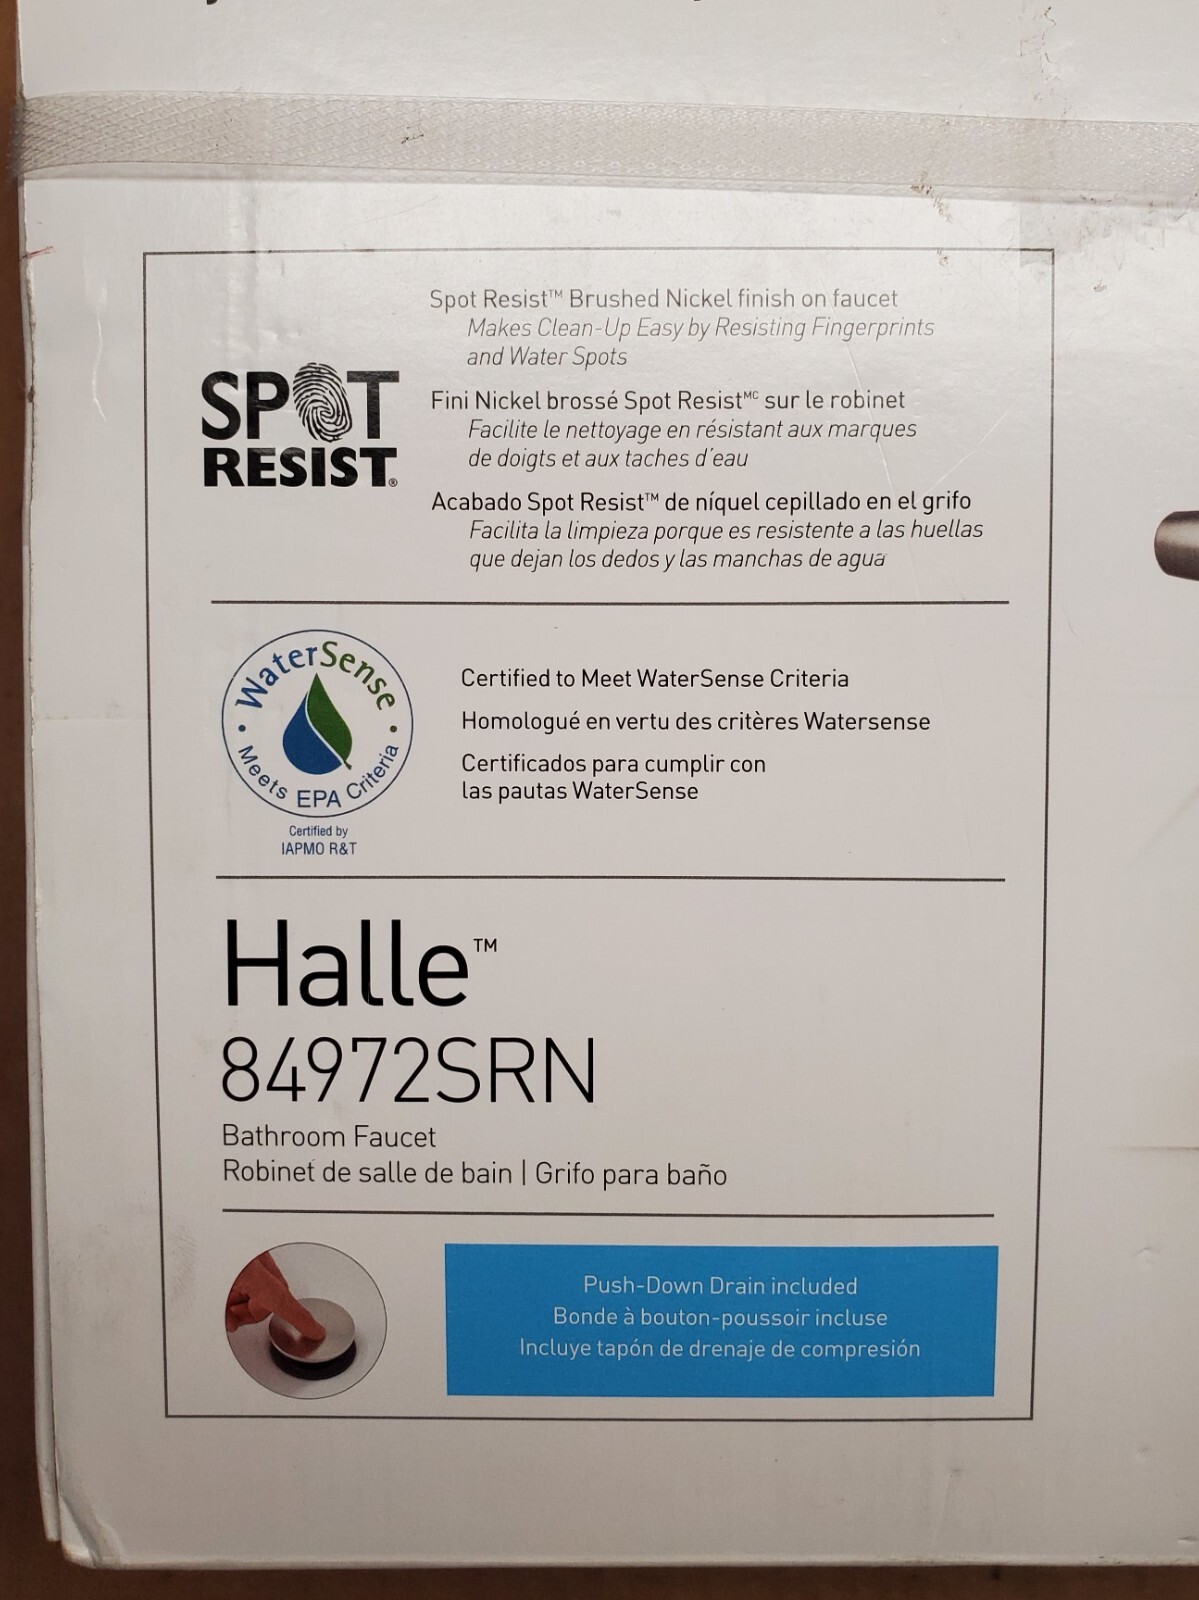 Spot Resist™ Brushed Nickel finish on faucet
Makes Clean-Up Easy by Resisting Fingerprints
and Water Spots
SPOT
RESIST®
Fini Nickel brossé Spot Resistᴹᶜ sur le robinet
Facilite le nettoyage en résistant aux marques
de doigts et aux taches d'eau
Acabado Spot Resist™ de níquel cepillado en el grifo
Facilita la limpieza porque es resistente a las huellas
que dejan los dedos y las manchas de agua
WaterSense
Meets EPA Criteria
Certified by
IAPMO R&T
Certified to Meet WaterSense Criteria
Homologué en vertu des critères Watersense
Certificados para cumplir con
las pautas WaterSense
Halle™
84972SRN
Bathroom Faucet
Robinet de salle de bain | Grifo para baño
Push-Down Drain included
Bonde à bouton-poussoir incluse
Incluye tapón de drenaje de compresión